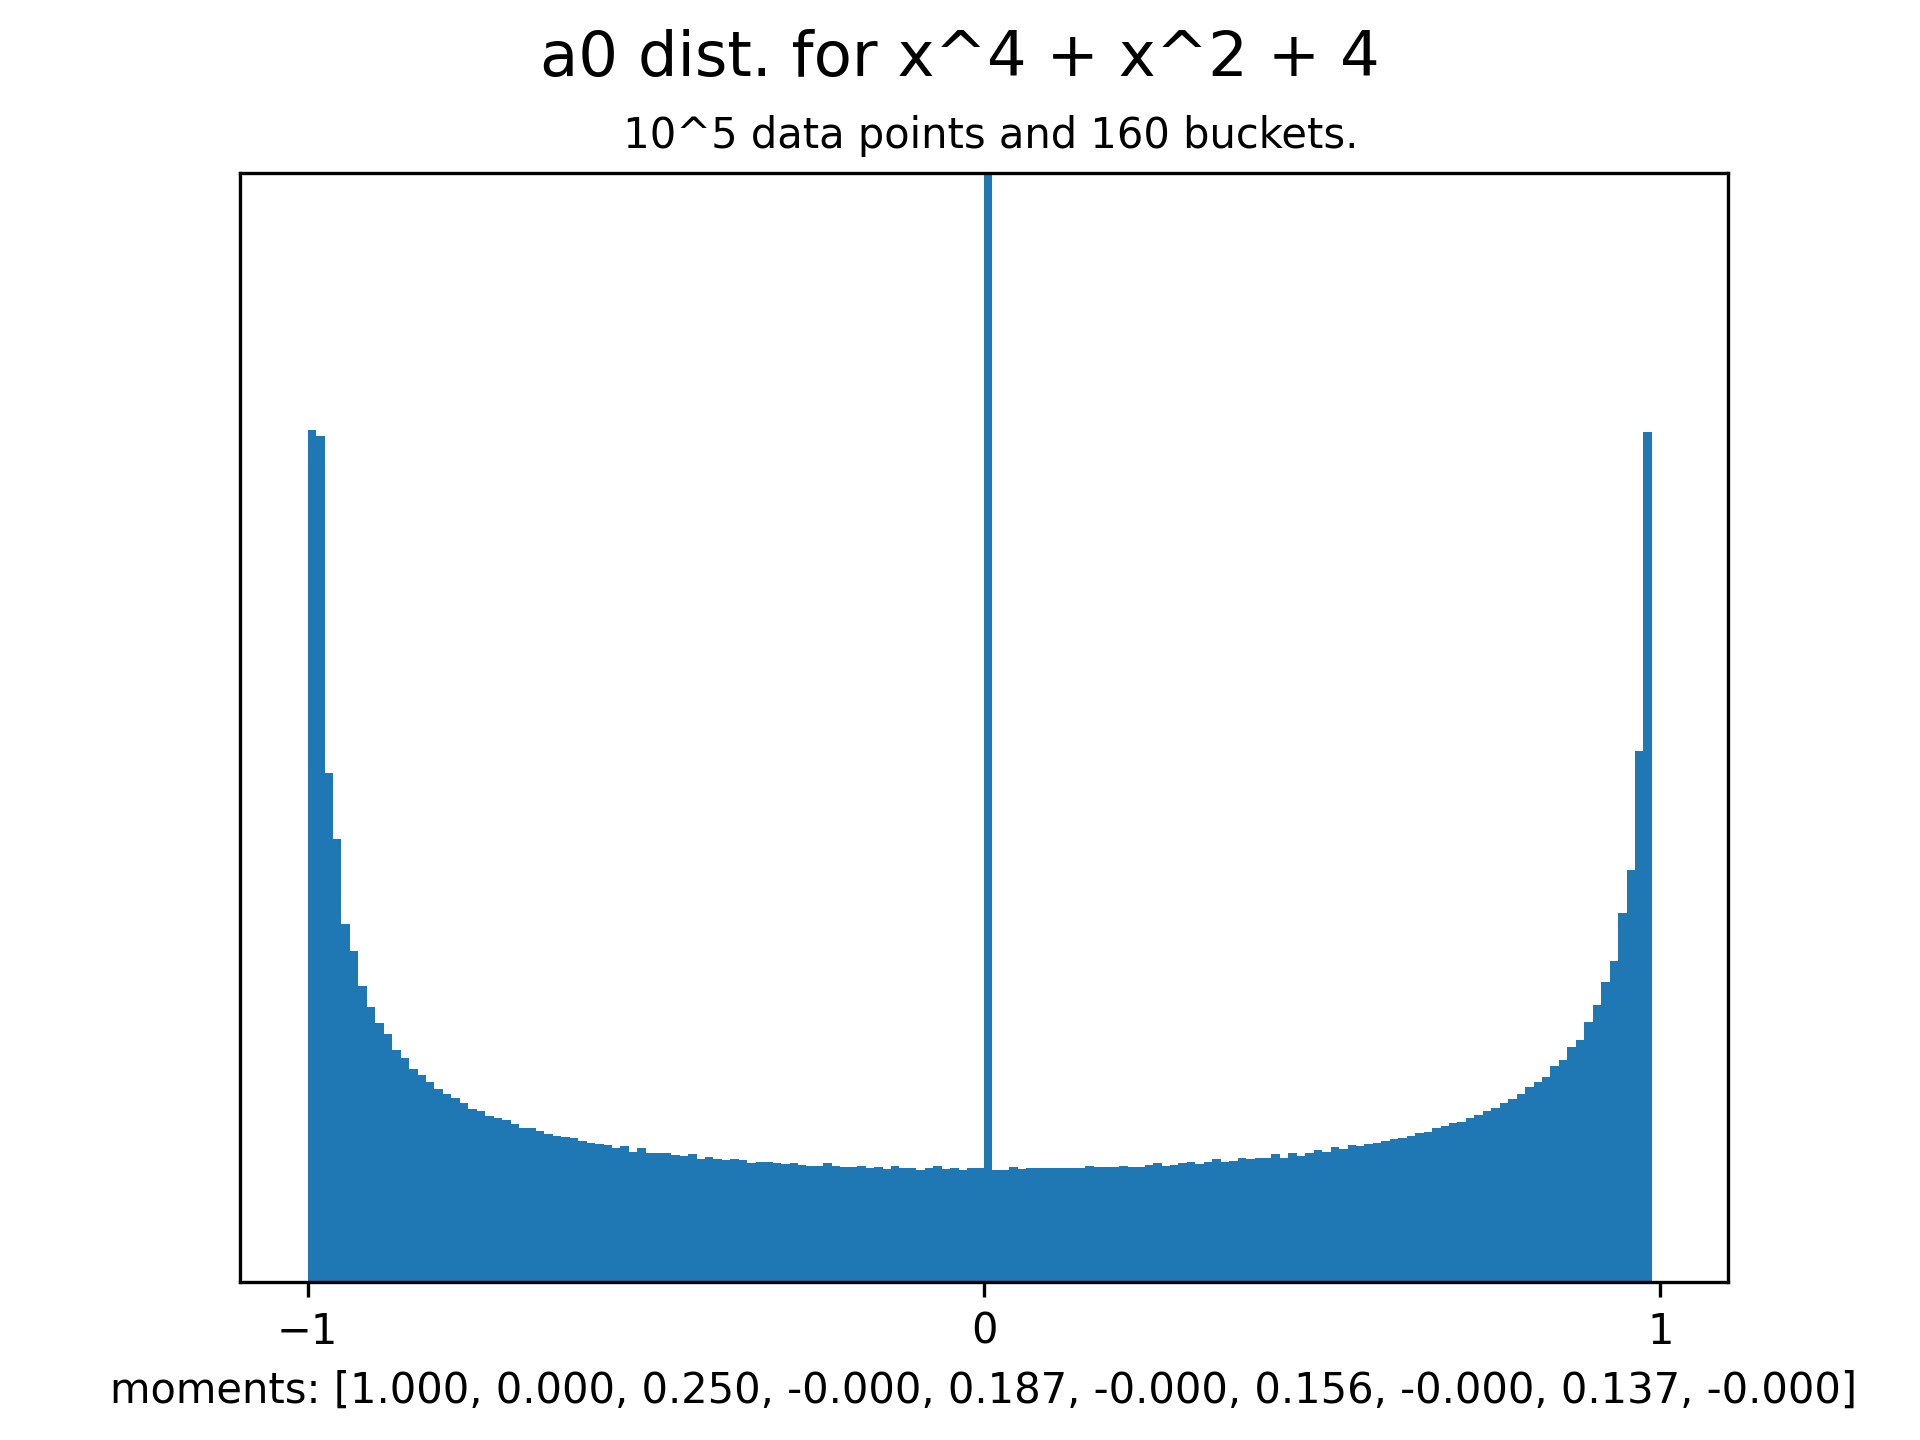 a0 dist. for x^4 + x^2 + 4
10^5 data points and 160 buckets.
−1 0 1
moments: [1.000, 0.000, 0.250, -0.000, 0.187, -0.000, 0.156, -0.000, 0.137, -0.000]